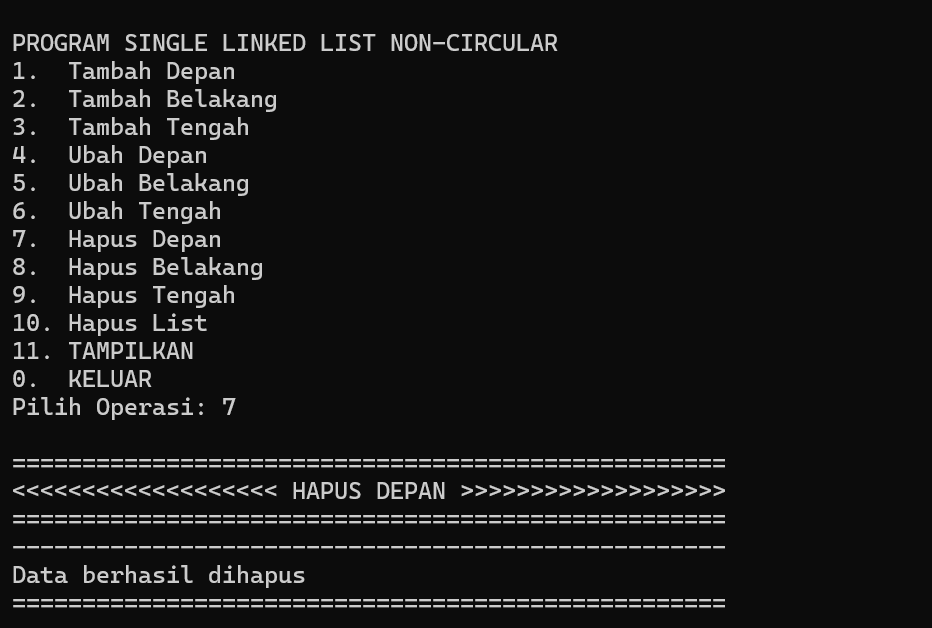 PROGRAM SINGLE LINKED LIST NON-CIRCULAR
1.  Tambah Depan
2.  Tambah Belakang
3.  Tambah Tengah
4.  Ubah Depan
5.  Ubah Belakang
6.  Ubah Tengah
7.  Hapus Depan
8.  Hapus Belakang
9.  Hapus Tengah
10. Hapus List
11. TAMPILKAN
0.  KELUAR
Pilih Operasi: 7
===================================================
<<<<<<<<<<<<<<<<<<< HAPUS DEPAN >>>>>>>>>>>>>>>>>>>
===================================================
---------------------------------------------------
Data berhasil dihapus
===================================================